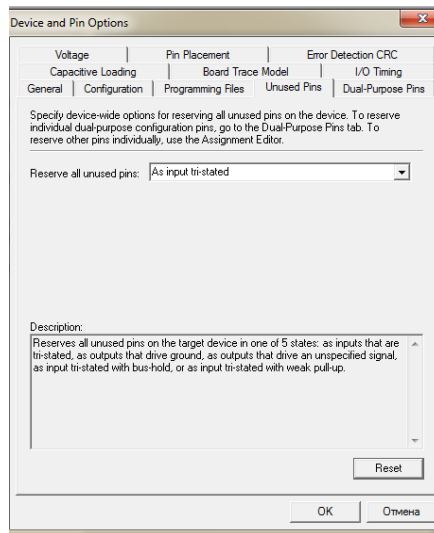 Device and Pin Options
Voltage Pin Placement Error Detection CRC
Capacitive Loading Board Trace Model I/O Timing
General Configuration Programming Files Unused Pins Dual-Purpose Pins
Specify device-wide options for reserving all unused pins on the device. To reserve
individual dual-purpose configuration pins, go to the Dual-Purpose Pins tab. To
reserve other pins individually, use the Assignment Editor.
Reserve all unused pins: As input tri-stated
Description:
Reserves all unused pins on the target device in one of 5 states: as inputs that are
tri-stated, as outputs that drive ground, as outputs that drive an unspecified signal,
as input tri-stated with bus-hold, or as input tri-stated with weak pull-up.
Reset
OK Отмена